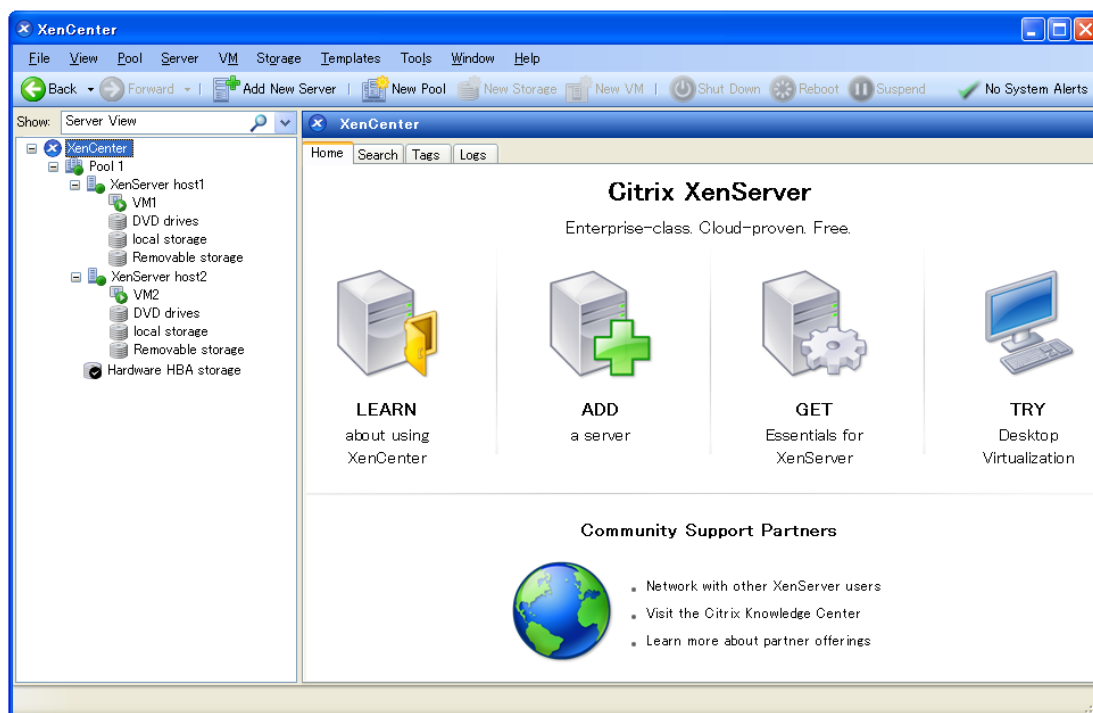 XenCenter
File View Pool Server VM Storage Templates Tools Window Help
Back Forward Add New Server New Pool New Storage New VM Shut Down Reboot Suspend No System Alerts
Show: Server View
XenCenter
Pool 1
XenServer host1
VM1
DVD drives
local storage
Removable storage
XenServer host2
VM2
DVD drives
local storage
Removable storage
Hardware HBA storage
XenCenter
Home Search Tags Logs
Citrix XenServer
Enterprise-class. Cloud-proven. Free.
LEARN
about using
XenCenter
ADD
a server
GET
Essentials for
XenServer
TRY
Desktop
Virtualization
Community Support Partners
Network with other XenServer users
Visit the Citrix Knowledge Center
Learn more about partner offerings